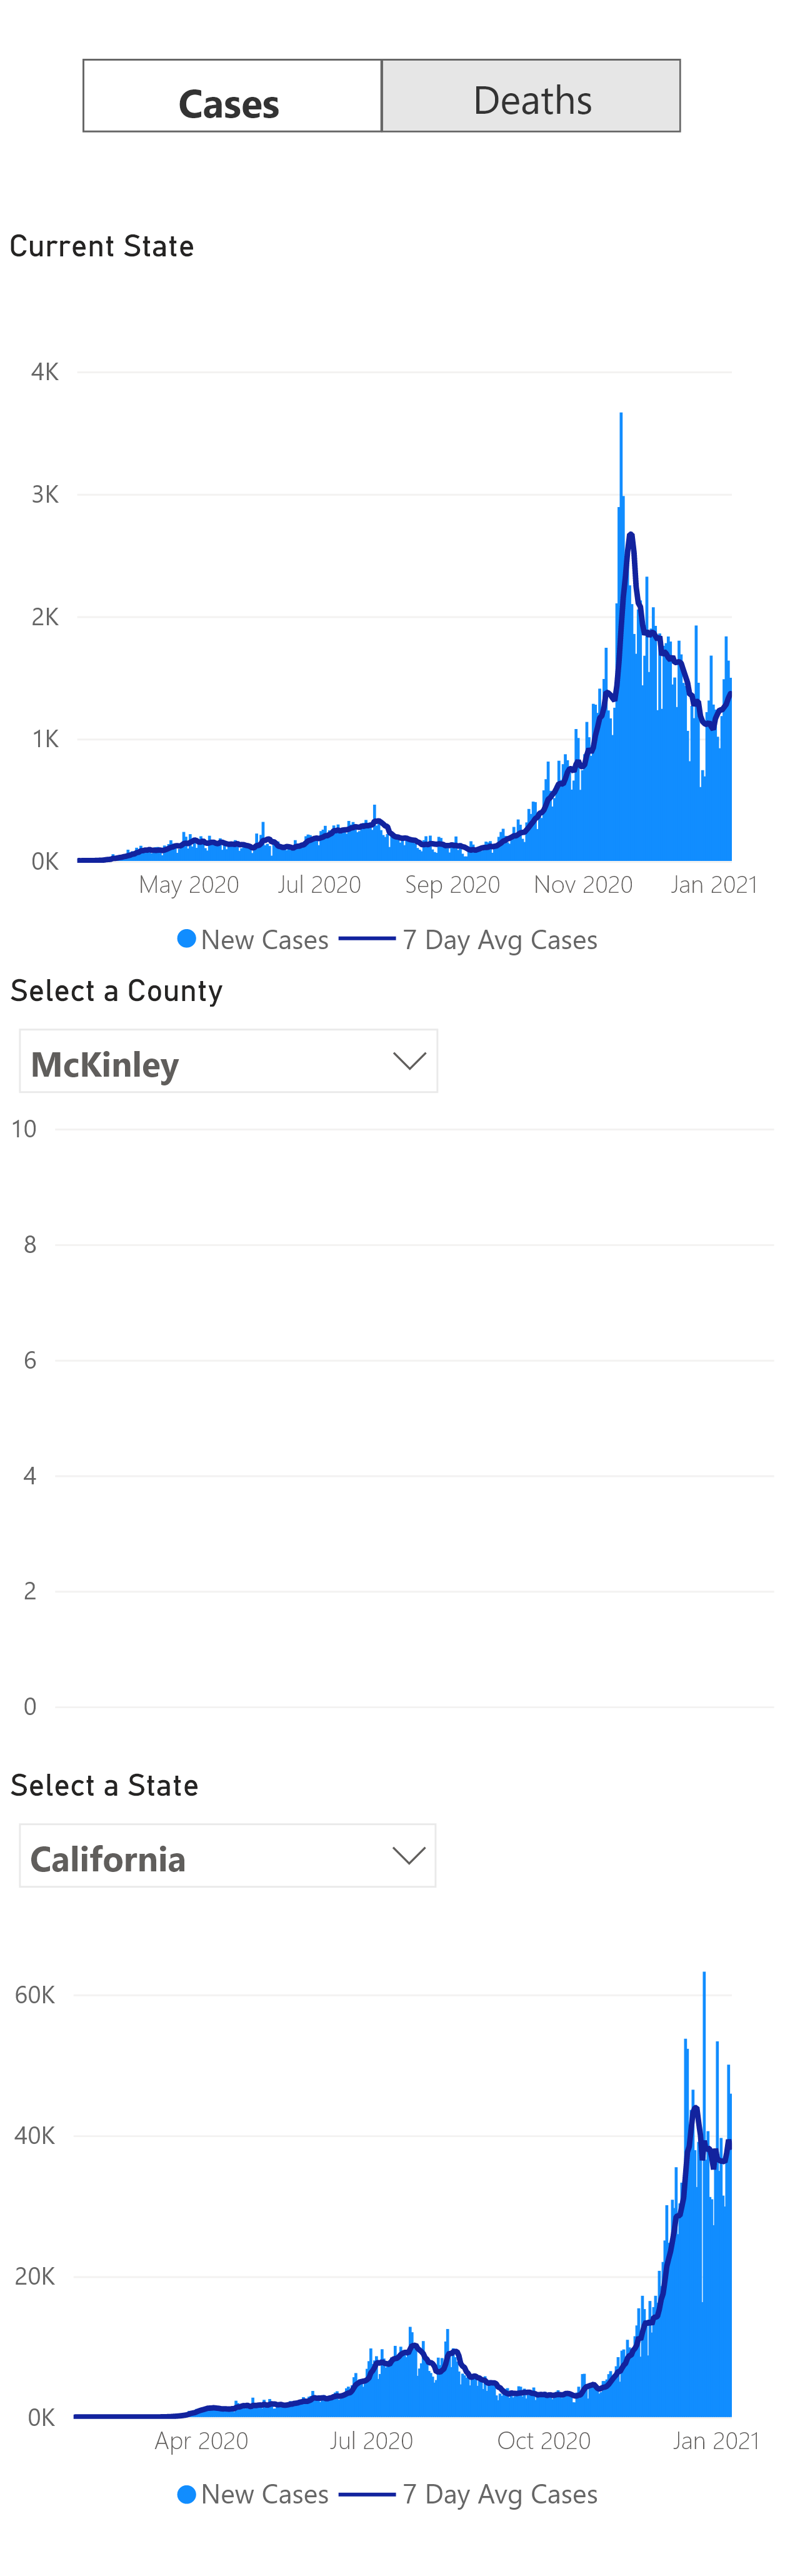 Cases Deaths
Current State
4K
3K
2K
1K
0K
May 2020 Jul 2020 Sep 2020 Nov 2020 Jan 2021
New Cases 7 Day Avg Cases
Select a County
McKinley
10
8
6
4
2
0
Select a State
California
60K
40K
20K
0K
Apr 2020 Jul 2020 Oct 2020 Jan 2021
New Cases 7 Day Avg Cases